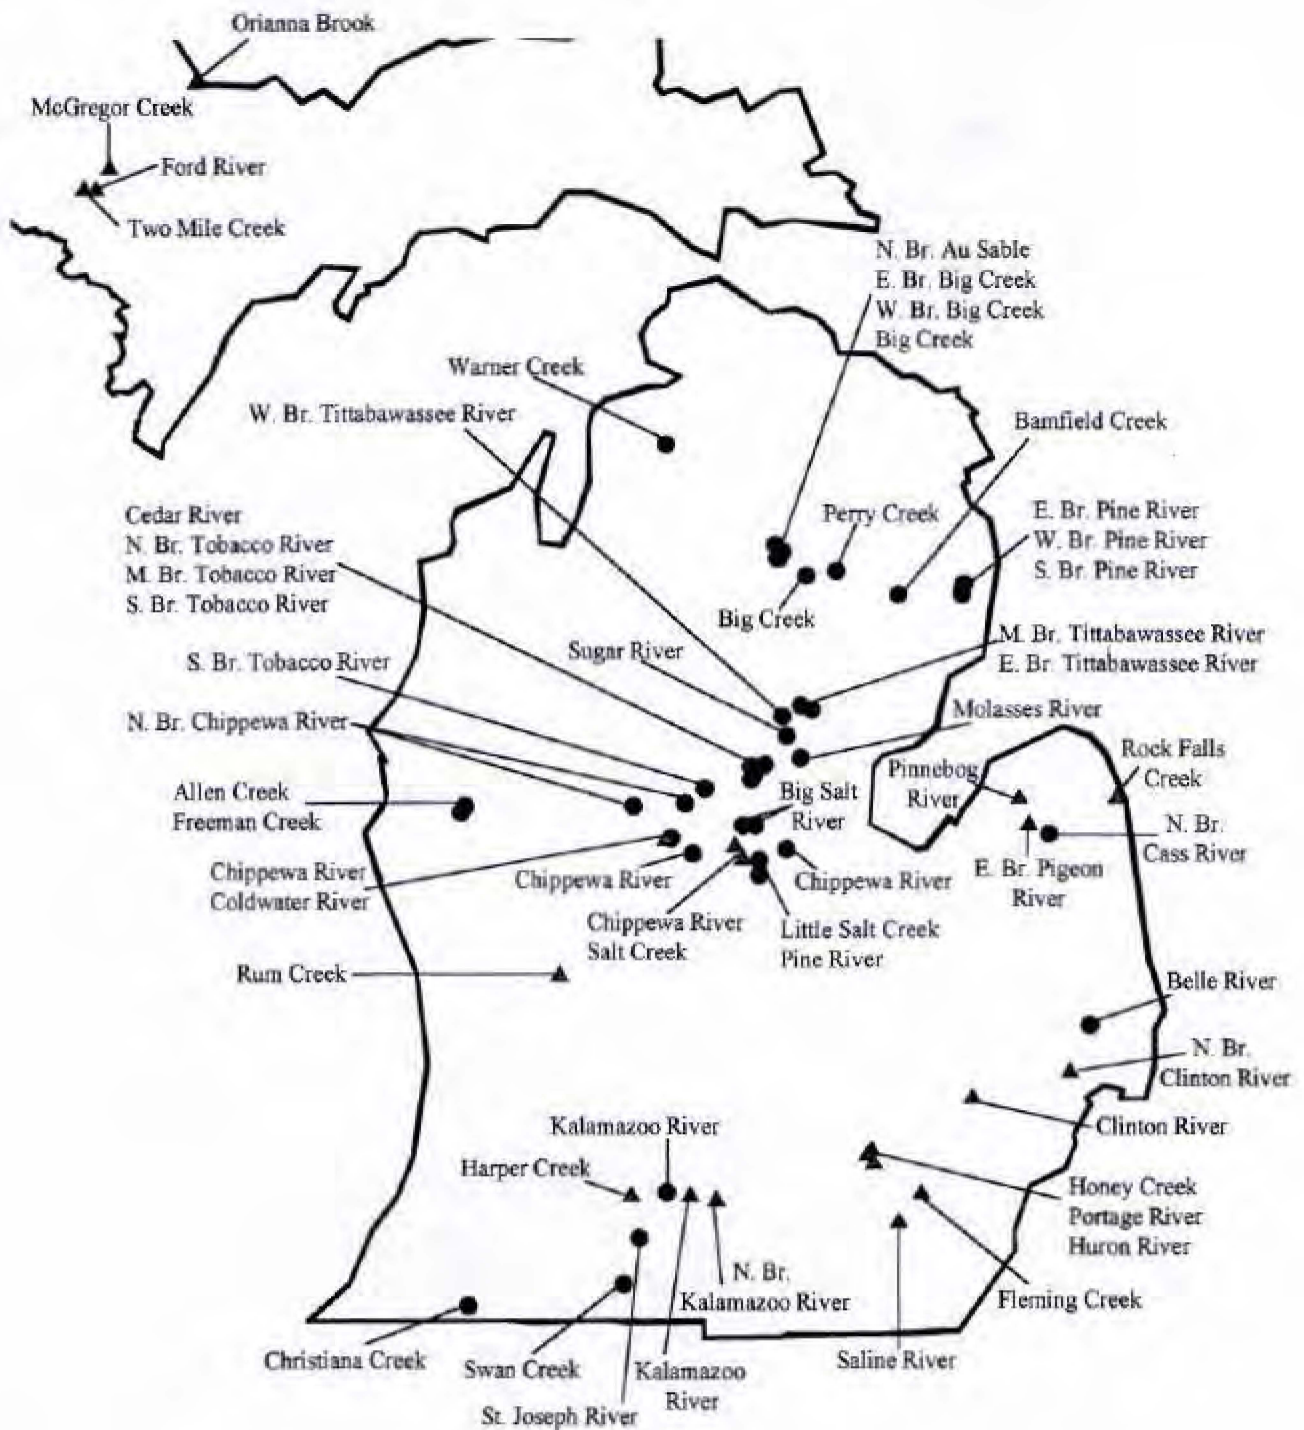 Orianna Brook
McGregor Creek
Ford River
Two Mile Creek
N. Br. Au Sable
E. Br. Big Creek
W. Br. Big Creek
Big Creek
Warner Creek
W. Br. Tittabawassee River
Bamfield Creek
Cedar River
N. Br. Tobacco River
M. Br. Tobacco River
S. Br. Tobacco River
Perry Creek
E. Br. Pine River
W. Br. Pine River
S. Br. Pine River
Big Creek
M. Br. Tittabawassee River
E. Br. Tittabawassee River
Sugar River
S. Br. Tobacco River
N. Br. Chippewa River
Molasses River
Rock Falls
Creek
Pinnebog
River
Allen Creek
Freeman Creek
Big Salt
River
N. Br.
Cass River
Chippewa River
Coldwater River
Chippewa River
Chippewa River
E. Br. Pigeon
River
Chippewa River
Salt Creek
Little Salt Creek
Pine River
Rum Creek
Belle River
N. Br.
Clinton River
Clinton River
Kalamazoo River
Harper Creek
Honey Creek
Portage River
Huron River
N. Br.
Kalamazoo River
Fleming Creek
Christiana Creek
Swan Creek
Kalamazoo
River
Saline River
St. Joseph River